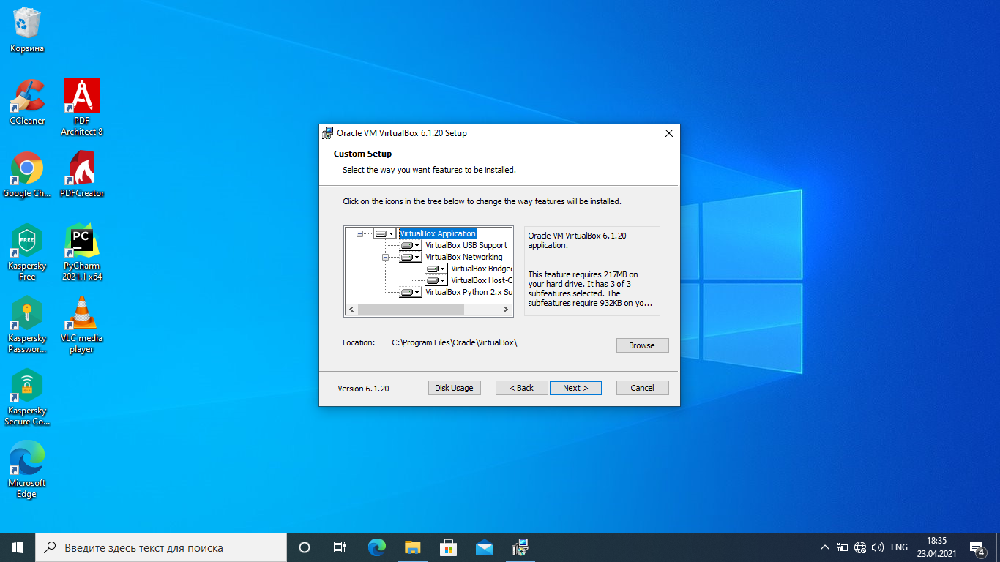 Корзина
CCleaner
PDF
Architect 8
Google Ch...
PDFCreator
FREE
Kaspersky
Free
PC
PyCharm
2021.1 x64
Kaspersky
Passwor...
VLC media
player
Kaspersky
Secure Co...
Microsoft
Edge
Oracle VM VirtualBox 6.1.20 Setup
Custom Setup
Select the way you want features to be installed.
Click on the icons in the tree below to change the way features will be installed.
VirtualBox Application
VirtualBox USB Support
VirtualBox Networking
VirtualBox Bridged
VirtualBox Host-O
VirtualBox Python 2.x Su
Oracle VM VirtualBox 6.1.20
application.
This feature requires 217MB on
your hard drive. It has 3 of 3
subfeatures selected. The
subfeatures require 932KB on yo...
Location: C:\Program Files\Oracle\VirtualBox\
Browse
Version 6.1.20
Disk Usage
< Back
Next >
Cancel
Введите здесь текст для поиска
ENG
18:35
23.04.2021
4